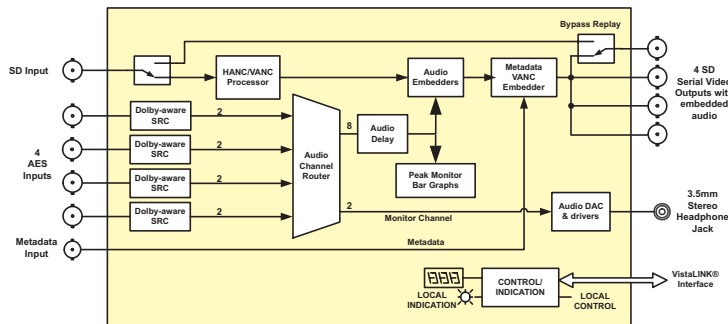 Bypass Replay
SD Input
HANC/VANC
Processor
Audio
Embedders
Metadata
VANC
Embedder
4 SD
Serial Video
Outputs with
embedded
audio
4
AES
Inputs
Dolby-aware
SRC
2
Dolby-aware
SRC
2
Dolby-aware
SRC
2
Dolby-aware
SRC
2
Audio
Channel
Router
8
Audio
Delay
Peak Monitor
Bar Graphs
2
Monitor Channel
Audio DAC
& drivers
3.5mm
Stereo
Headphone
Jack
Metadata
Input
Metadata
LOCAL
INDICATION
CONTROL/
INDICATION
LOCAL
CONTROL
VistaLINK®
Interface